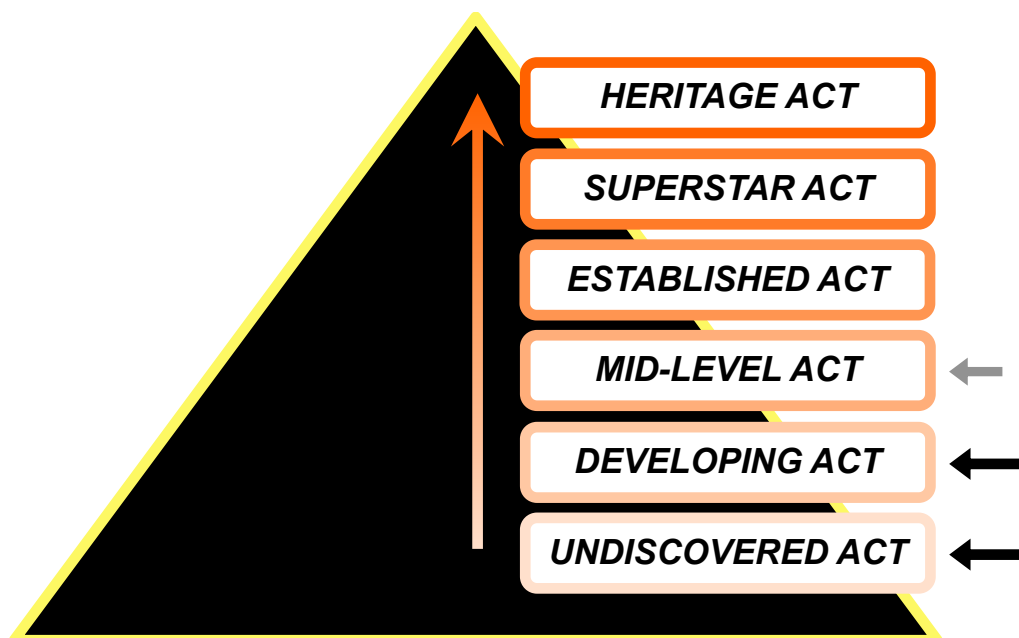 HERITAGE ACT
SUPERSTAR ACT
ESTABLISHED ACT
MID-LEVEL ACT
DEVELOPING ACT
UNDISCOVERED ACT